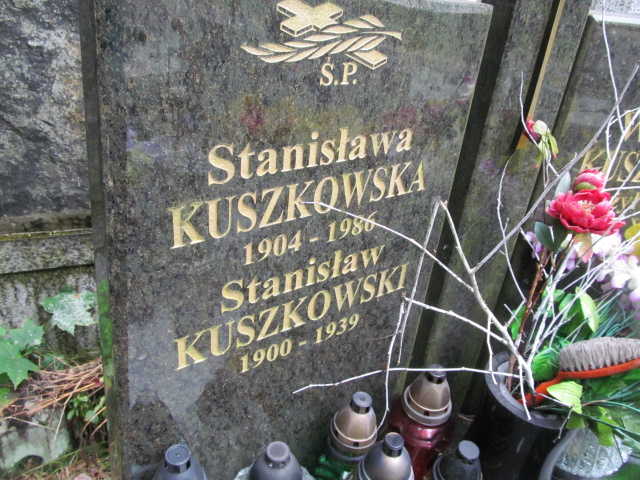 Ś.P.
Stanisława
KUSZKOWSKA
1904 - 1986
Stanisław
KUSZKOWSKI
1900 - 1939